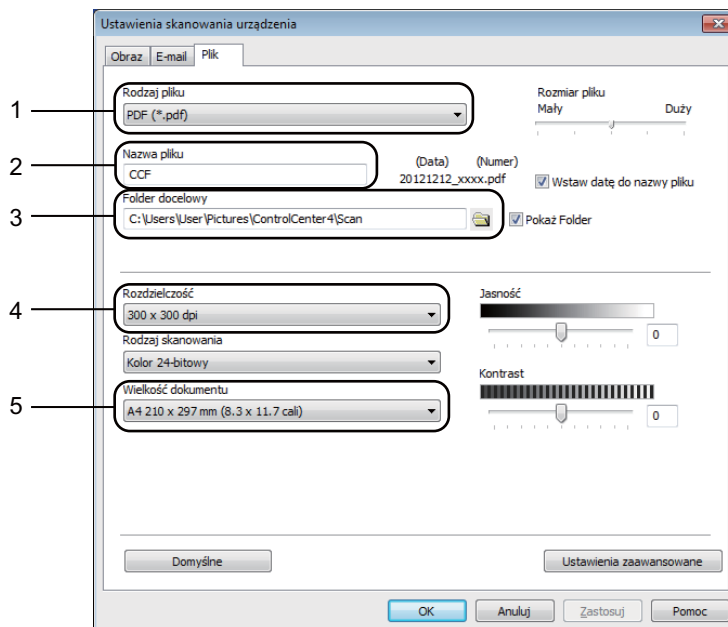 Ustawienia skanowania urządzenia
Obraz E-mail Plik
1
Rodzaj pliku
PDF (*.pdf)
Rozmiar pliku
Mały Duży
2
Nazwa pliku
CCF
(Data) (Numer)
20121212_xxxx.pdf
Wstaw datę do nazwy pliku
3
Folder docelowy
C:\Users\User\Pictures\ControlCenter4\Scan
Pokaż Folder
4
Rozdzielczość
300 x 300 dpi
Rodzaj skanowania
Kolor 24-bitowy
5
Wielkość dokumentu
A4 210 x 297 mm (8.3 x 11.7 cali)
Jasność
0
Kontrast
0
Domyślne
Ustawienia zaawansowane
OK Anuluj Zastosuj Pomoc